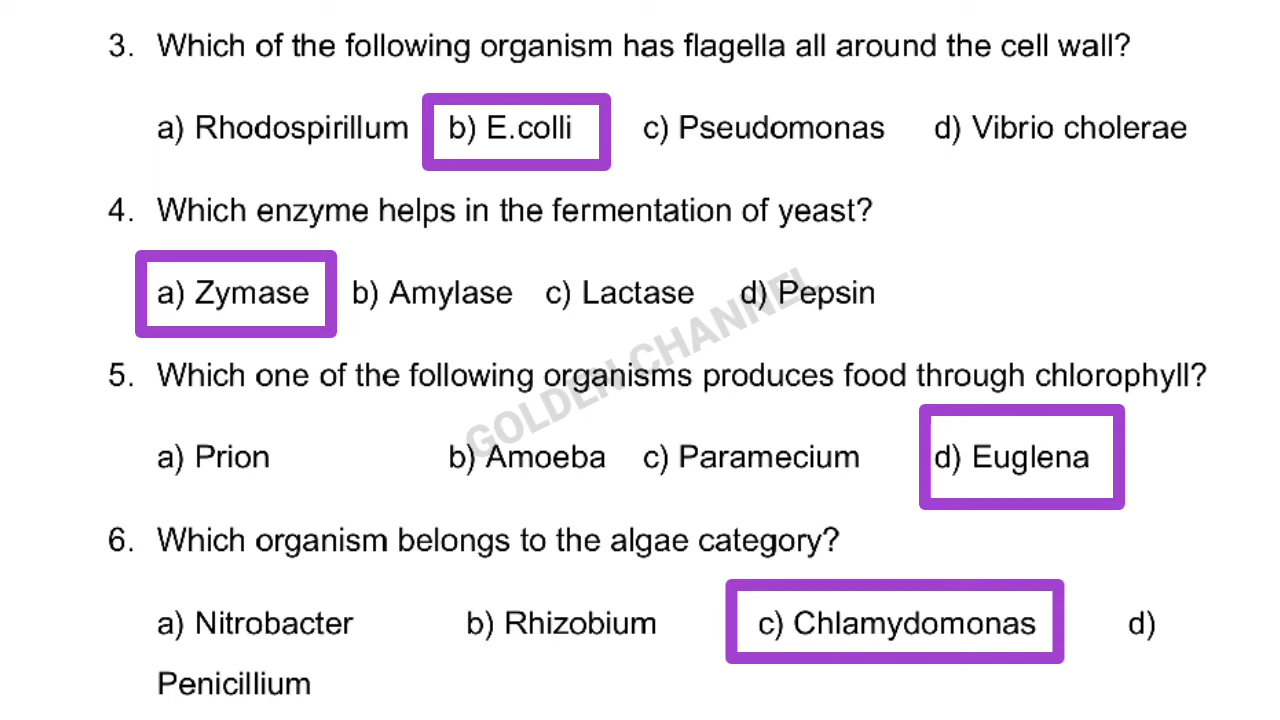 3. Which of the following organism has flagella all around the cell wall?
a) Rhodospirillum b) E.colli c) Pseudomonas d) Vibrio cholerae
4. Which enzyme helps in the fermentation of yeast?
a) Zymase b) Amylase c) Lactase d) Pepsin
GOLDEN CHANNEL
5. Which one of the following organisms produces food through chlorophyll?
a) Prion b) Amoeba c) Paramecium d) Euglena
6. Which organism belongs to the algae category?
a) Nitrobacter b) Rhizobium c) Chlamydomonas d)
Penicillium